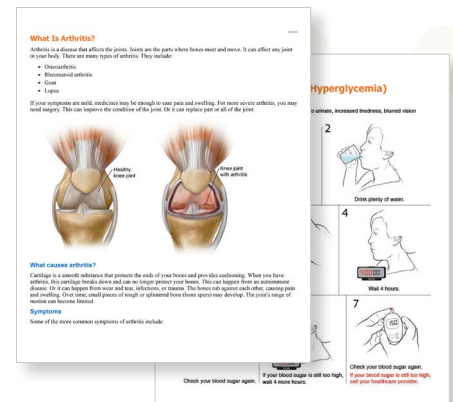 What Is Arthritis?
Arthritis is a disease that affects the joints. Joints are the parts where bones meet and move. It can affect any joint
in your body. There are many types of arthritis. They include:
• Osteoarthritis
• Rheumatoid arthritis
• Gout
• Lupus
If your symptoms are mild, medicines may be enough to ease pain and swelling. For more severe arthritis, you may
need surgery. This can improve the condition of the joint. Or it can replace part or all of the joint.
Healthy
knee joint
Knee joint
with arthritis
What causes arthritis?
Cartilage is a smooth substance that protects the ends of your bones and provides cushioning. When you have
arthritis, this cartilage breaks down and can no longer protect your bones. This can happen from an autoimmune
disease. Or it can happen from wear and tear, infections, or trauma. The bones rub against each other, causing pain
and swelling. Over time, small pieces of rough or splintered bone (bone spurs) may develop. The joint's range of
motion can become limited.
Symptoms
Some of the more common symptoms of arthritis include:
Hyperglycemia)
o urinate, increased tiredness, blurred vision
2
Drink plenty of water.
4
Wait 4 hours.
7
Check your blood sugar again.
If your blood sugar is still too high,
wait 4 more hours.
Check your blood sugar again.
If your blood sugar is still too high,
call your healthcare provider.